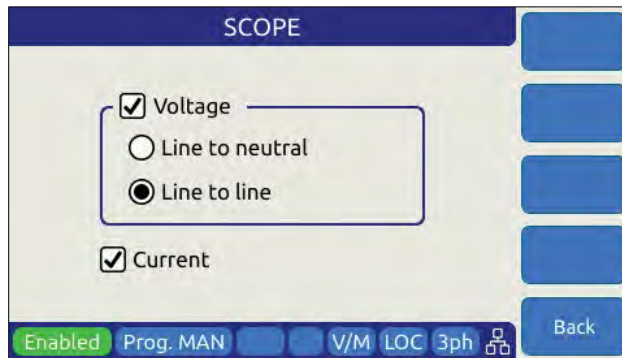 SCOPE
Voltage
Line to neutral
Line to line
Current
Back
Enabled Prog. MAN V/M LOC 3ph